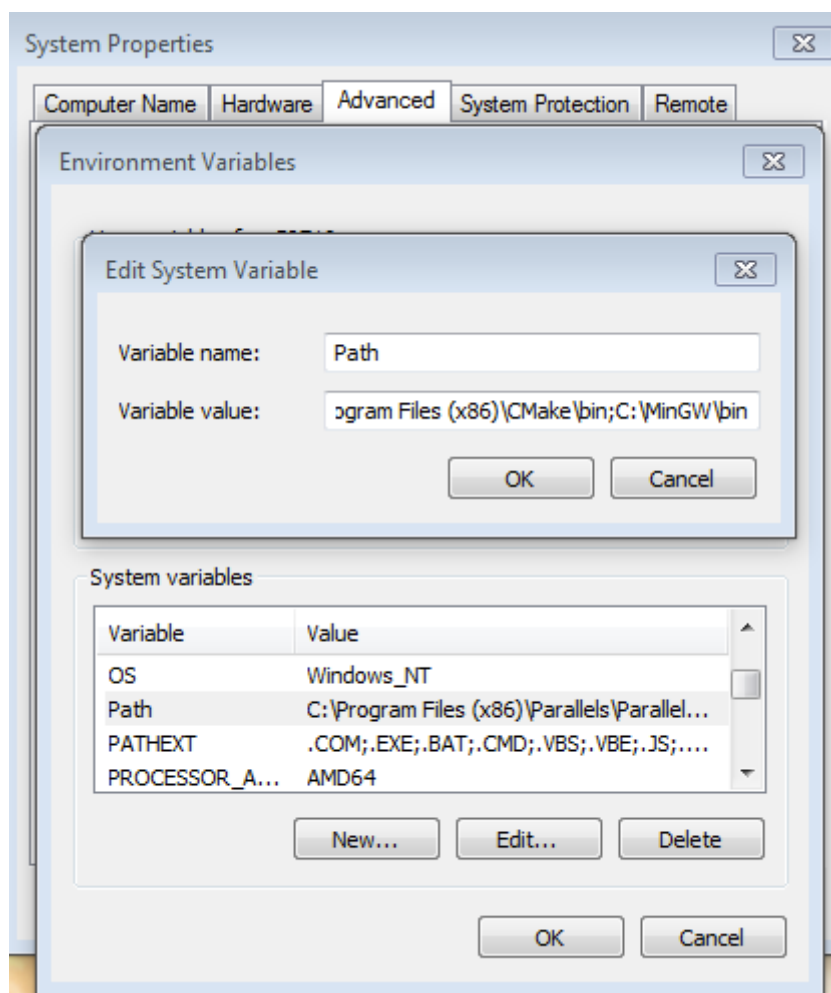 System Properties
Computer Name Hardware Advanced System Protection Remote
Environment Variables
Edit System Variable
Variable name: Path
Variable value: ogram Files (x86)\CMake\bin;C:\MinGW\bin
OK Cancel
System variables
Variable Value
OS Windows_NT
Path C:\Program Files (x86)\Parallels\Parallel...
PATHEXT .COM;.EXE;.BAT;.CMD;.VBS;.VBE;.JS;....
PROCESSOR_A... AMD64
New... Edit... Delete
OK Cancel